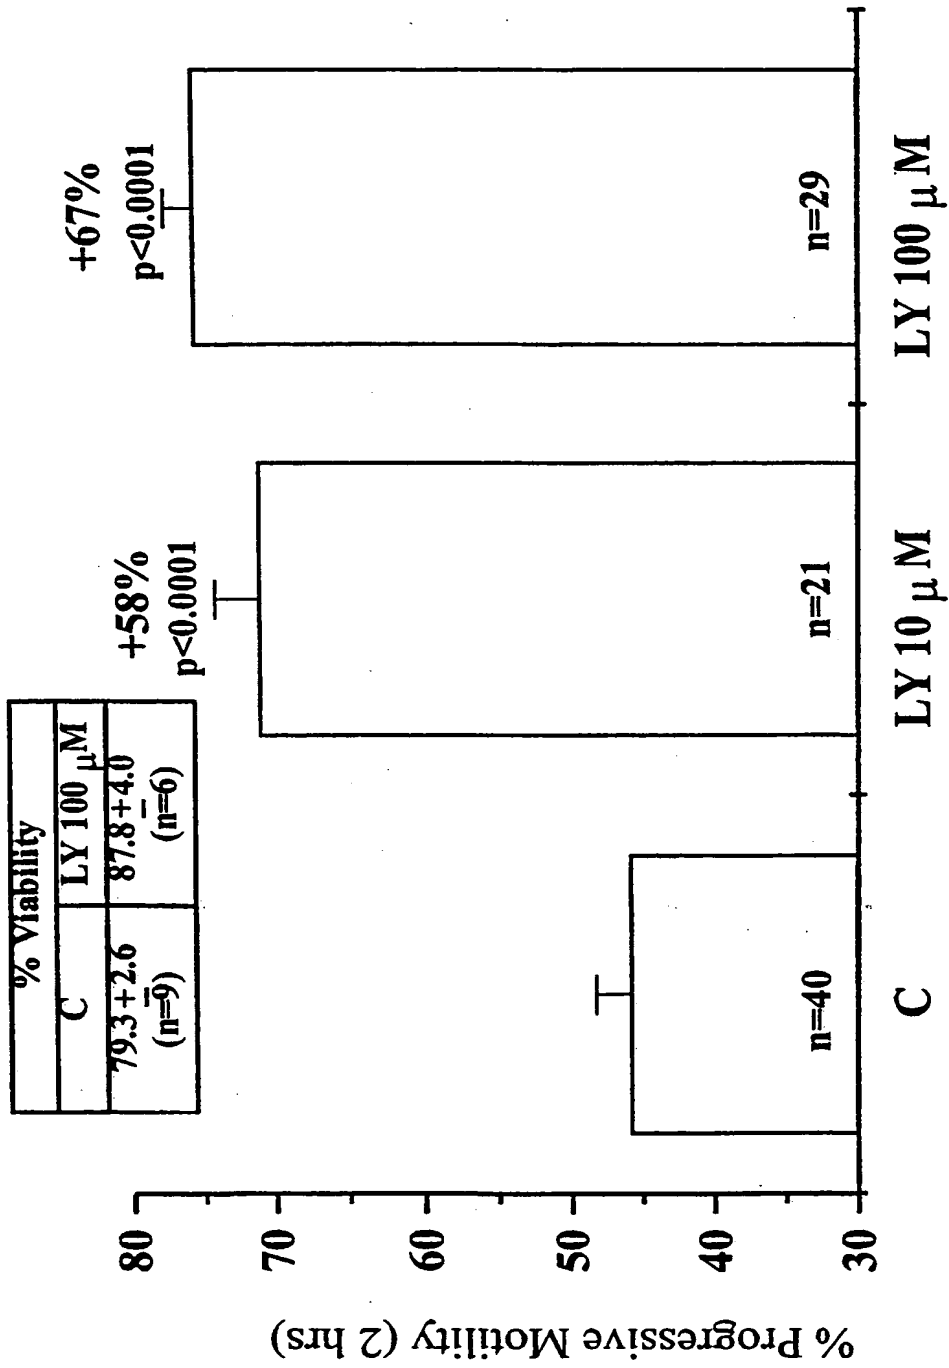 % Viability
C LY 100 μM
79.3±2.6 87.8±4.0
(n=9) (n=6)
+58%
p<0.0001
+67%
p<0.0001
% Progressive Motility (2 hrs)
80
70
60
50
40
30
n=40
n=21
n=29
C
LY 10 μM
LY 100 μM